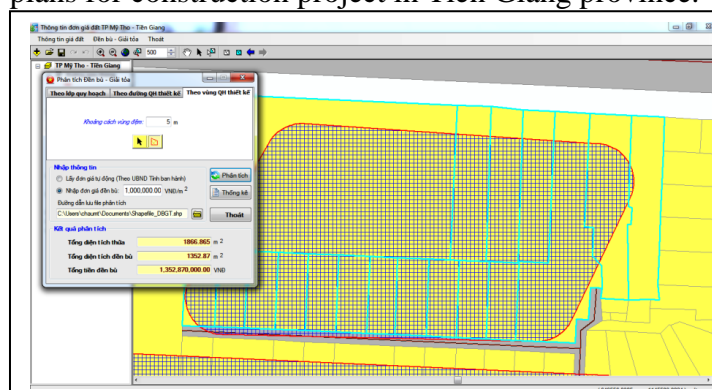 plans for construction project in Tien Giang province.
Thông tin đơn giá đất TP Mỹ Tho - Tiền Giang
Thông tin giá đất Đền bù - Giải tỏa Thoát
500
TP Mỹ Tho - Tiền Giang
Phân tích Đền bù - Giải tỏa
Theo lớp quy hoạch Theo đường QH thiết kế Theo vùng QH thiết kế
Khoảng cách vùng đệm: 5 m
Nhập thông tin
Lấy đơn giá tự động (Theo UBND Tỉnh ban hành)
Phân tích
Nhập đơn giá đền bù: 1,000,000.00 VNĐ/m 2
Thống kê
Đường dẫn lưu file phân tích
C:\Users\chaunt\Documents\Shapefile_DBGT.shp
Thoát
Kết quả phân tích
Tổng diện tích thửa 1866.865 m 2
Tổng diện tích đền bù 1352.87 m 2
Tổng tiền đền bù 1,352,870,000.00 VNĐ